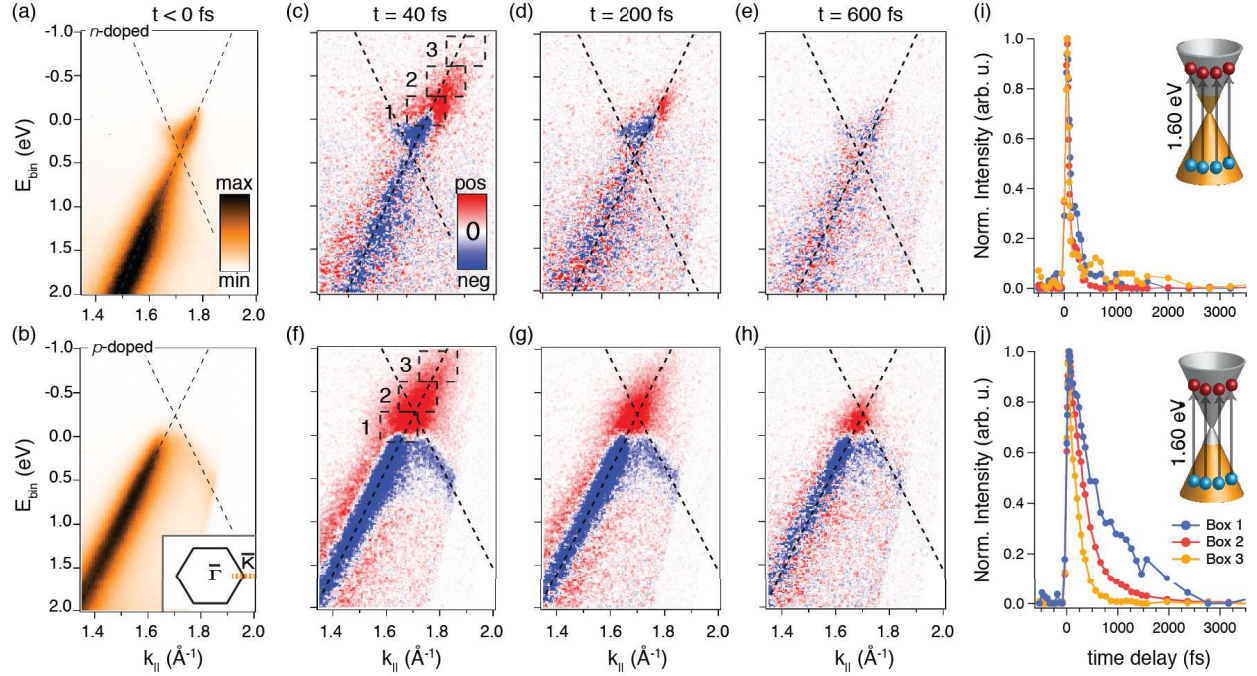 (a)
t < 0 fs
n-doped
-1.0
-0.5
0.0
0.5
1.0
1.5
2.0
E_bin (eV)
max
min
1.4
1.6
1.8
2.0
(c)
t = 40 fs
3
2
1
pos
0
neg
(d)
t = 200 fs
(e)
t = 600 fs
(i)
1.0
0.8
0.6
0.4
0.2
0.0
Norm. Intensity (arb. u.)
1.60 eV
0
1000
2000
3000
(b)
p-doped
-1.0
-0.5
0.0
0.5
1.0
1.5
2.0
E_bin (eV)
Γ̅
K̅
1.4
1.6
1.8
2.0
k_|| (Å⁻¹)
(f)
3
2
1
1.6
1.8
2.0
k_|| (Å⁻¹)
(g)
1.6
1.8
2.0
k_|| (Å⁻¹)
(h)
1.6
1.8
2.0
k_|| (Å⁻¹)
(j)
1.0
0.8
0.6
0.4
0.2
0.0
Norm. Intensity (arb. u.)
1.60 eV
Box 1
Box 2
Box 3
0
1000
2000
3000
time delay (fs)